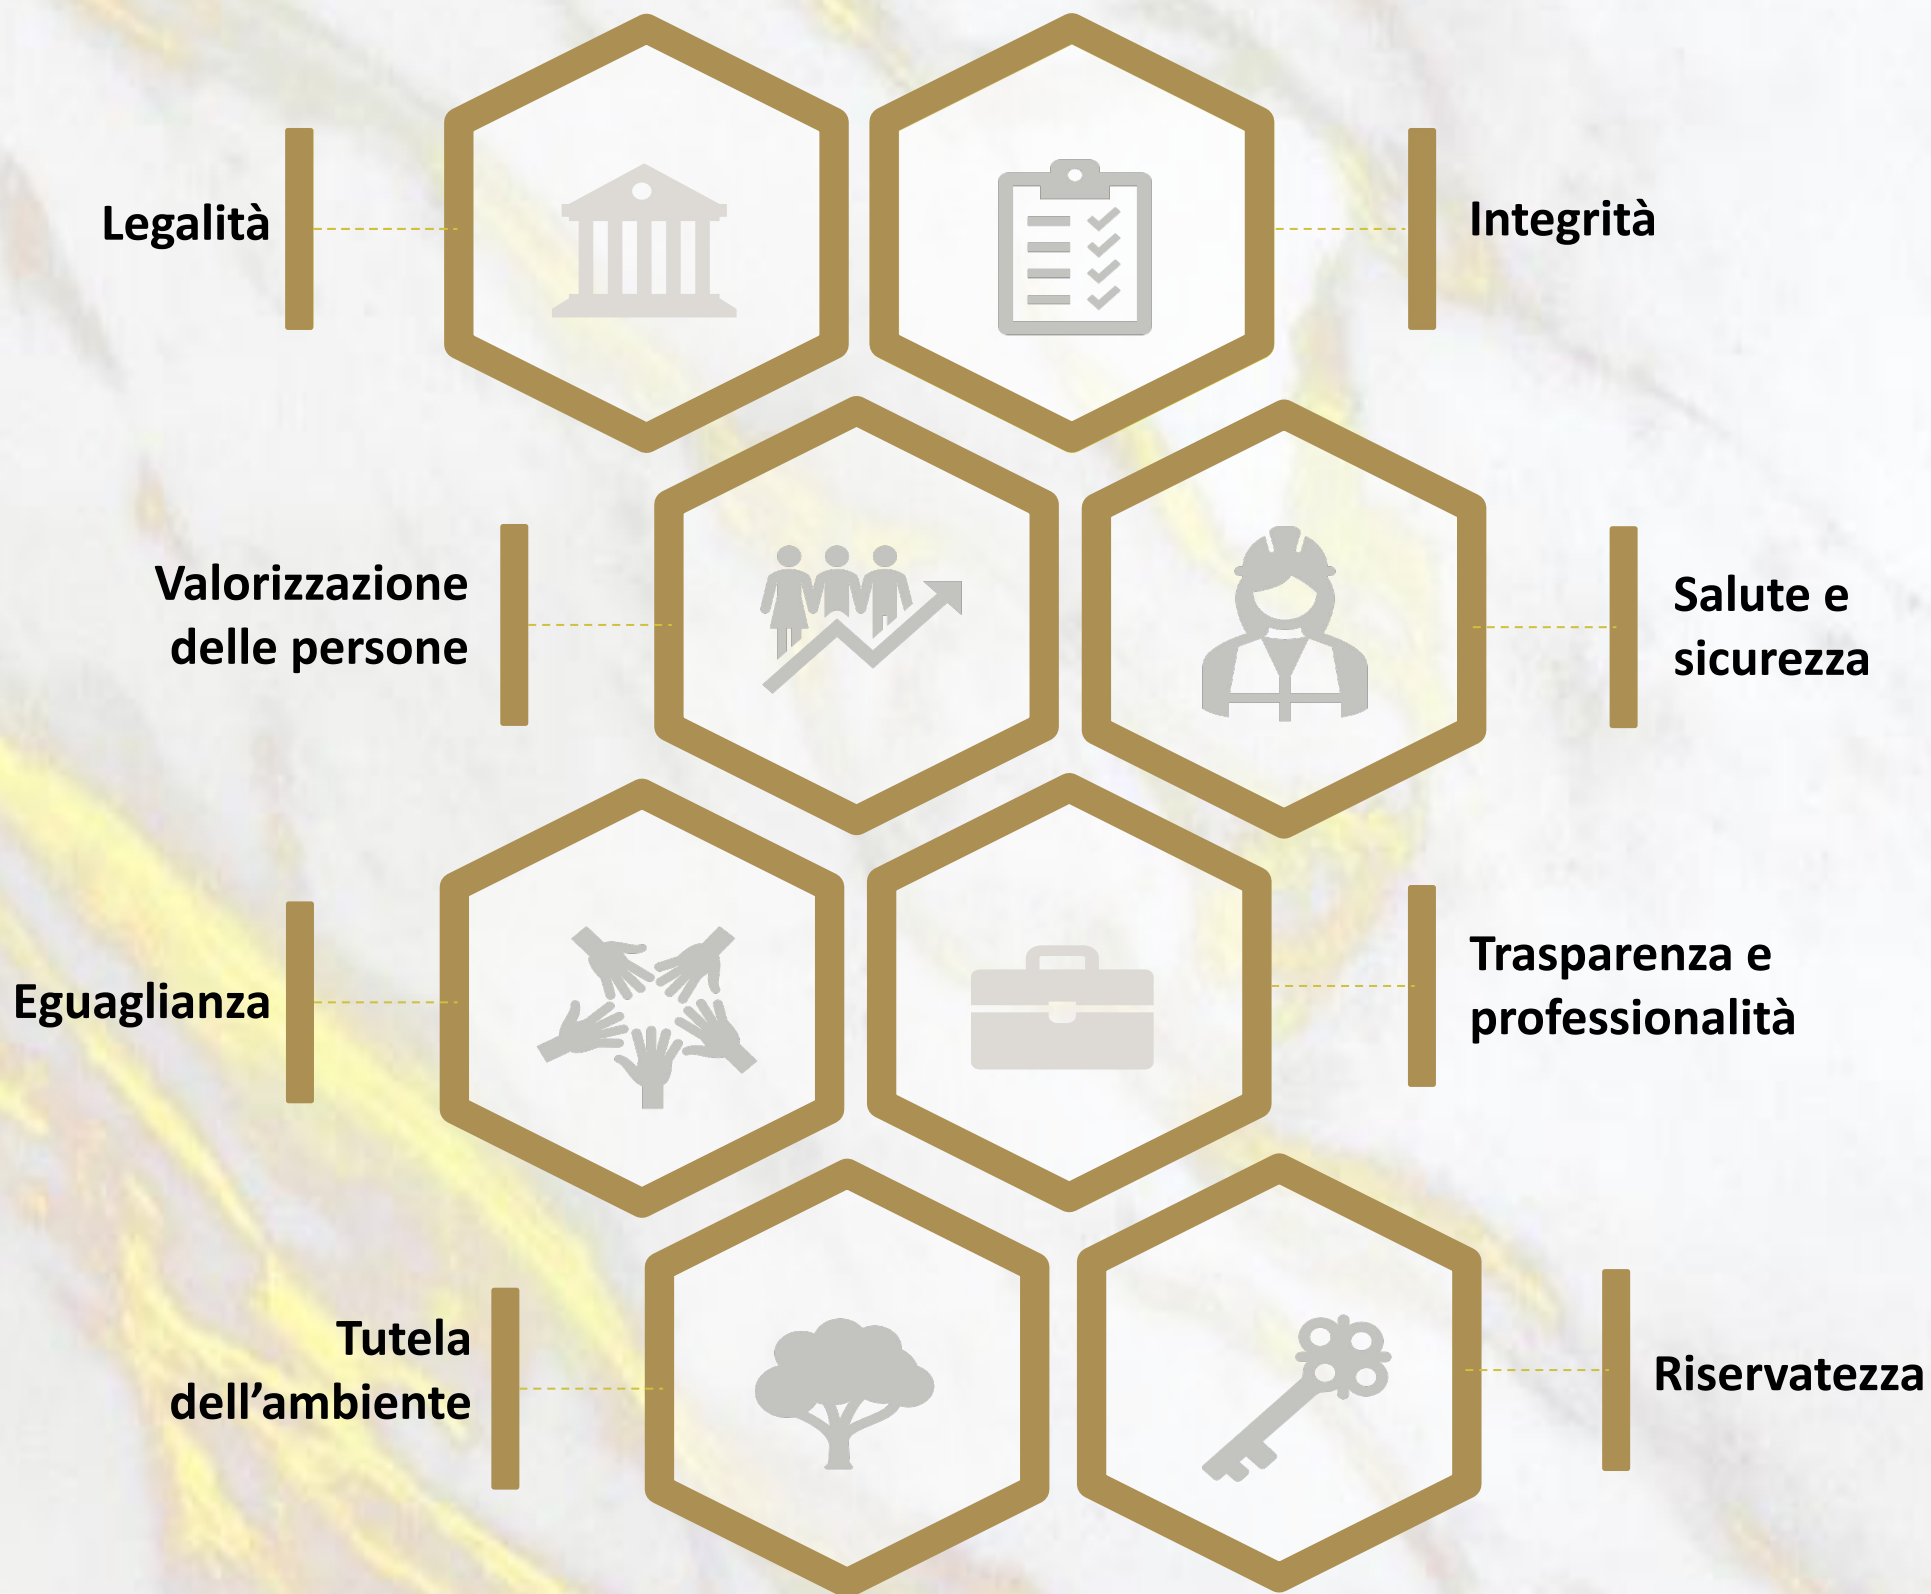 Legalità
Integrità
Valorizzazione
delle persone
Salute e
sicurezza
Eguaglianza
Trasparenza e
professionalità
Tutela
dell’ambiente
Riservatezza